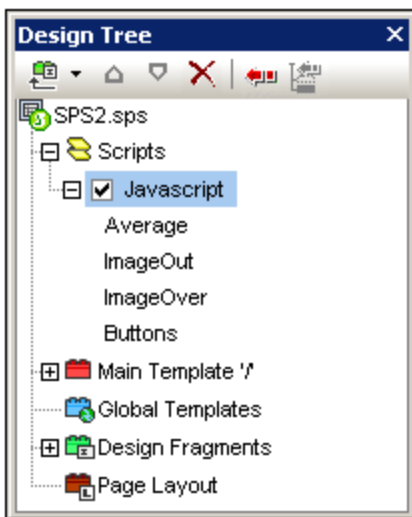 Design Tree
SPS2.sps
Scripts
Javascript
Average
ImageOut
ImageOver
Buttons
Main Template '/'
Global Templates
Design Fragments
Page Layout